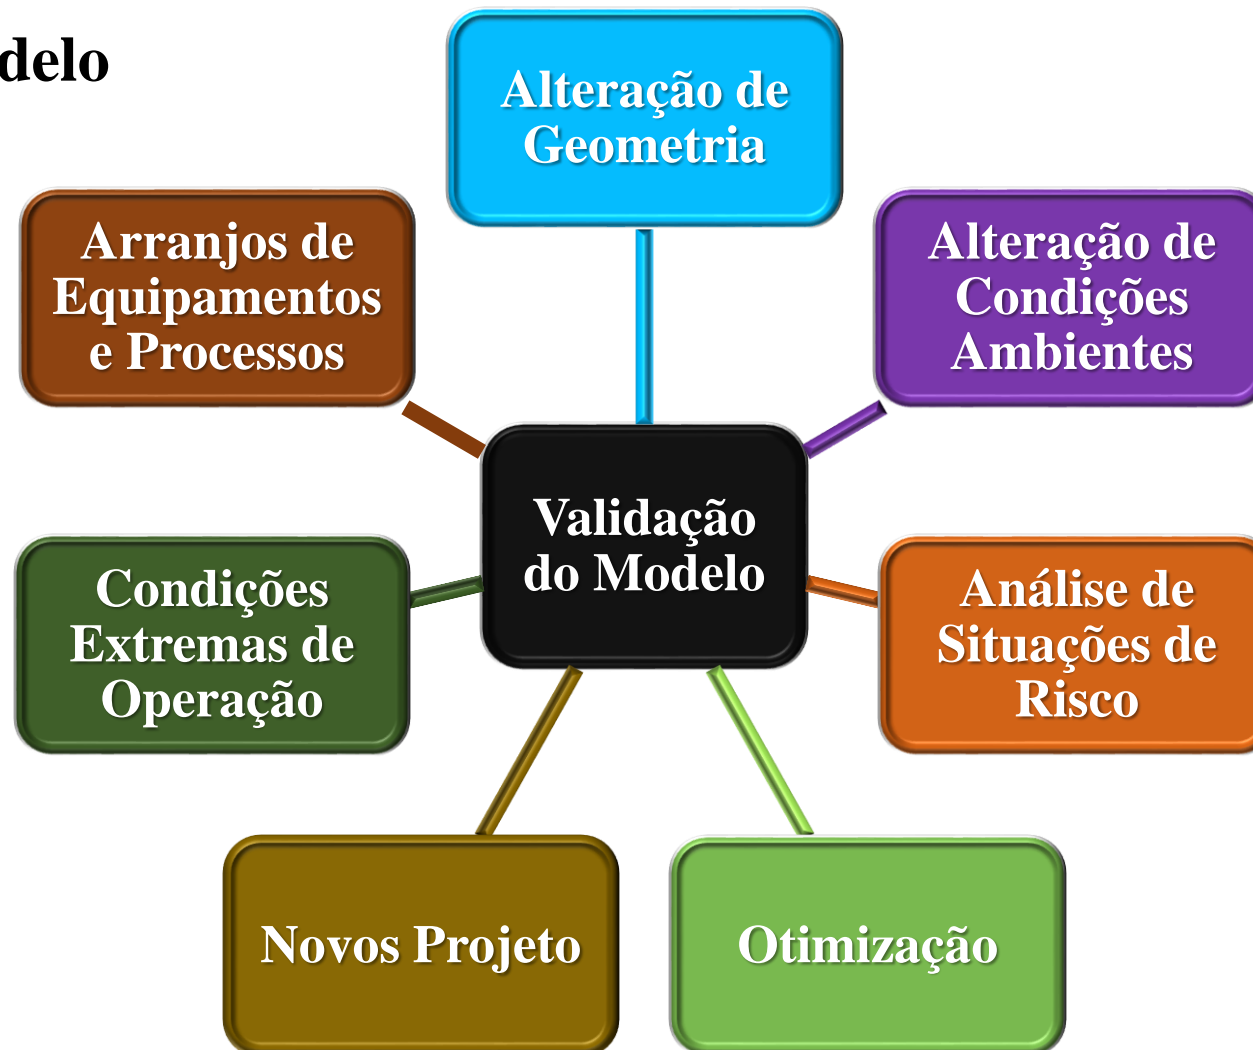 delo
Alteração de
Geometria
Arranjos de
Equipamentos
e Processos
Alteração de
Condições
Ambientes
Validação
do Modelo
Condições
Extremas de
Operação
Análise de
Situações de
Risco
Novos Projeto
Otimização